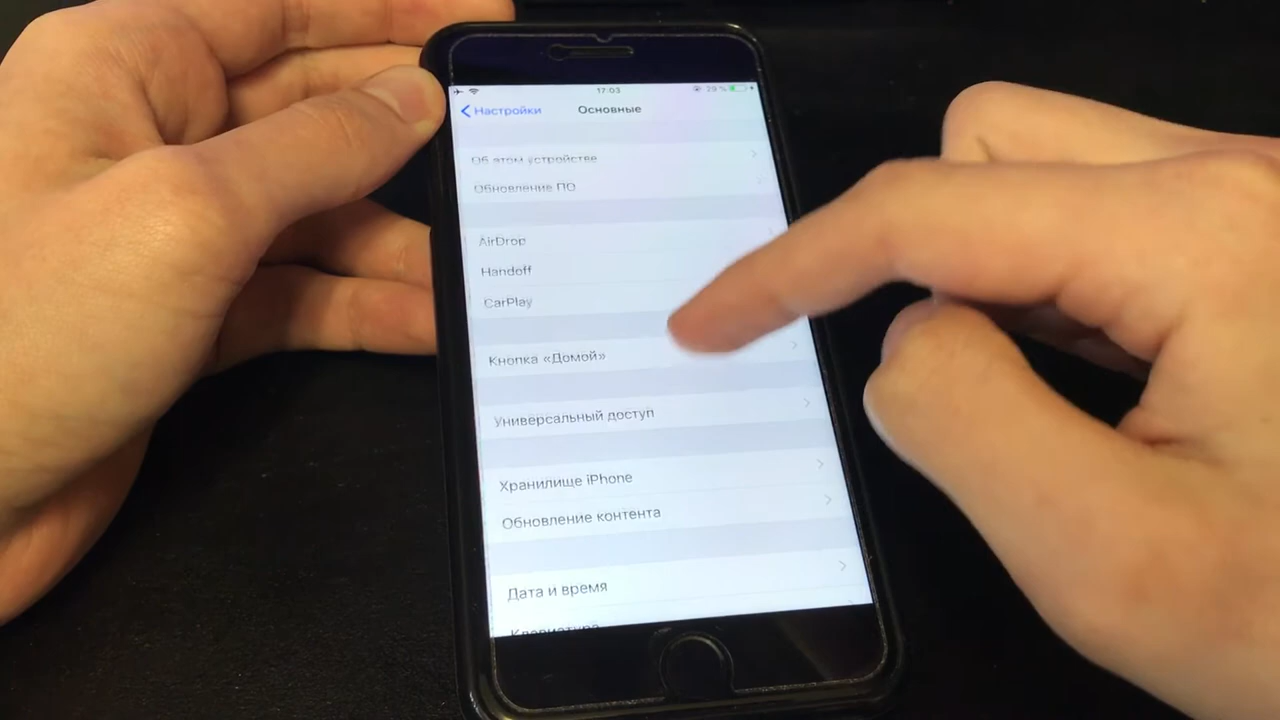 17:03
29 %
Настройки
Основные
Об этом устройстве
Обновление ПО
AirDrop
Handoff
CarPlay
Кнопка «Домой»
Универсальный доступ
Хранилище iPhone
Обновление контента
Дата и время
Клавиатура